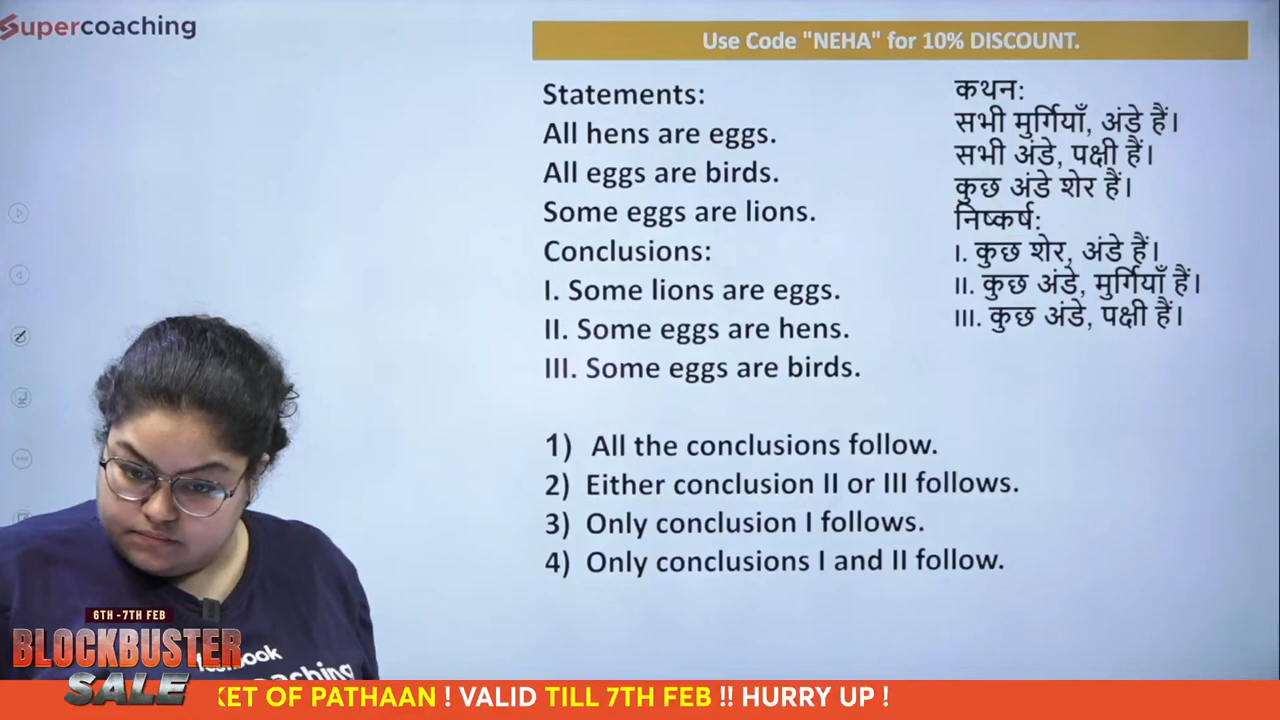 Supercoaching
Use Code "NEHA" for 10% DISCOUNT.
Statements:
All hens are eggs.
All eggs are birds.
Some eggs are lions.
Conclusions:
I. Some lions are eggs.
II. Some eggs are hens.
III. Some eggs are birds.
1) All the conclusions follow.
2) Either conclusion II or III follows.
3) Only conclusion I follows.
4) Only conclusions I and II follow.
कथन:
सभी मुर्गियाँ, अंडे हैं।
सभी अंडे, पक्षी हैं।
कुछ अंडे शेर हैं।
निष्कर्ष:
I. कुछ शेर, अंडे हैं।
II. कुछ अंडे, मुर्गियाँ हैं।
III. कुछ अंडे, पक्षी हैं।
6TH -7TH FEB
BLOCKBUSTER
SALE
OF PATHAAN ! VALID TILL 7TH FEB !! HURRY UP !